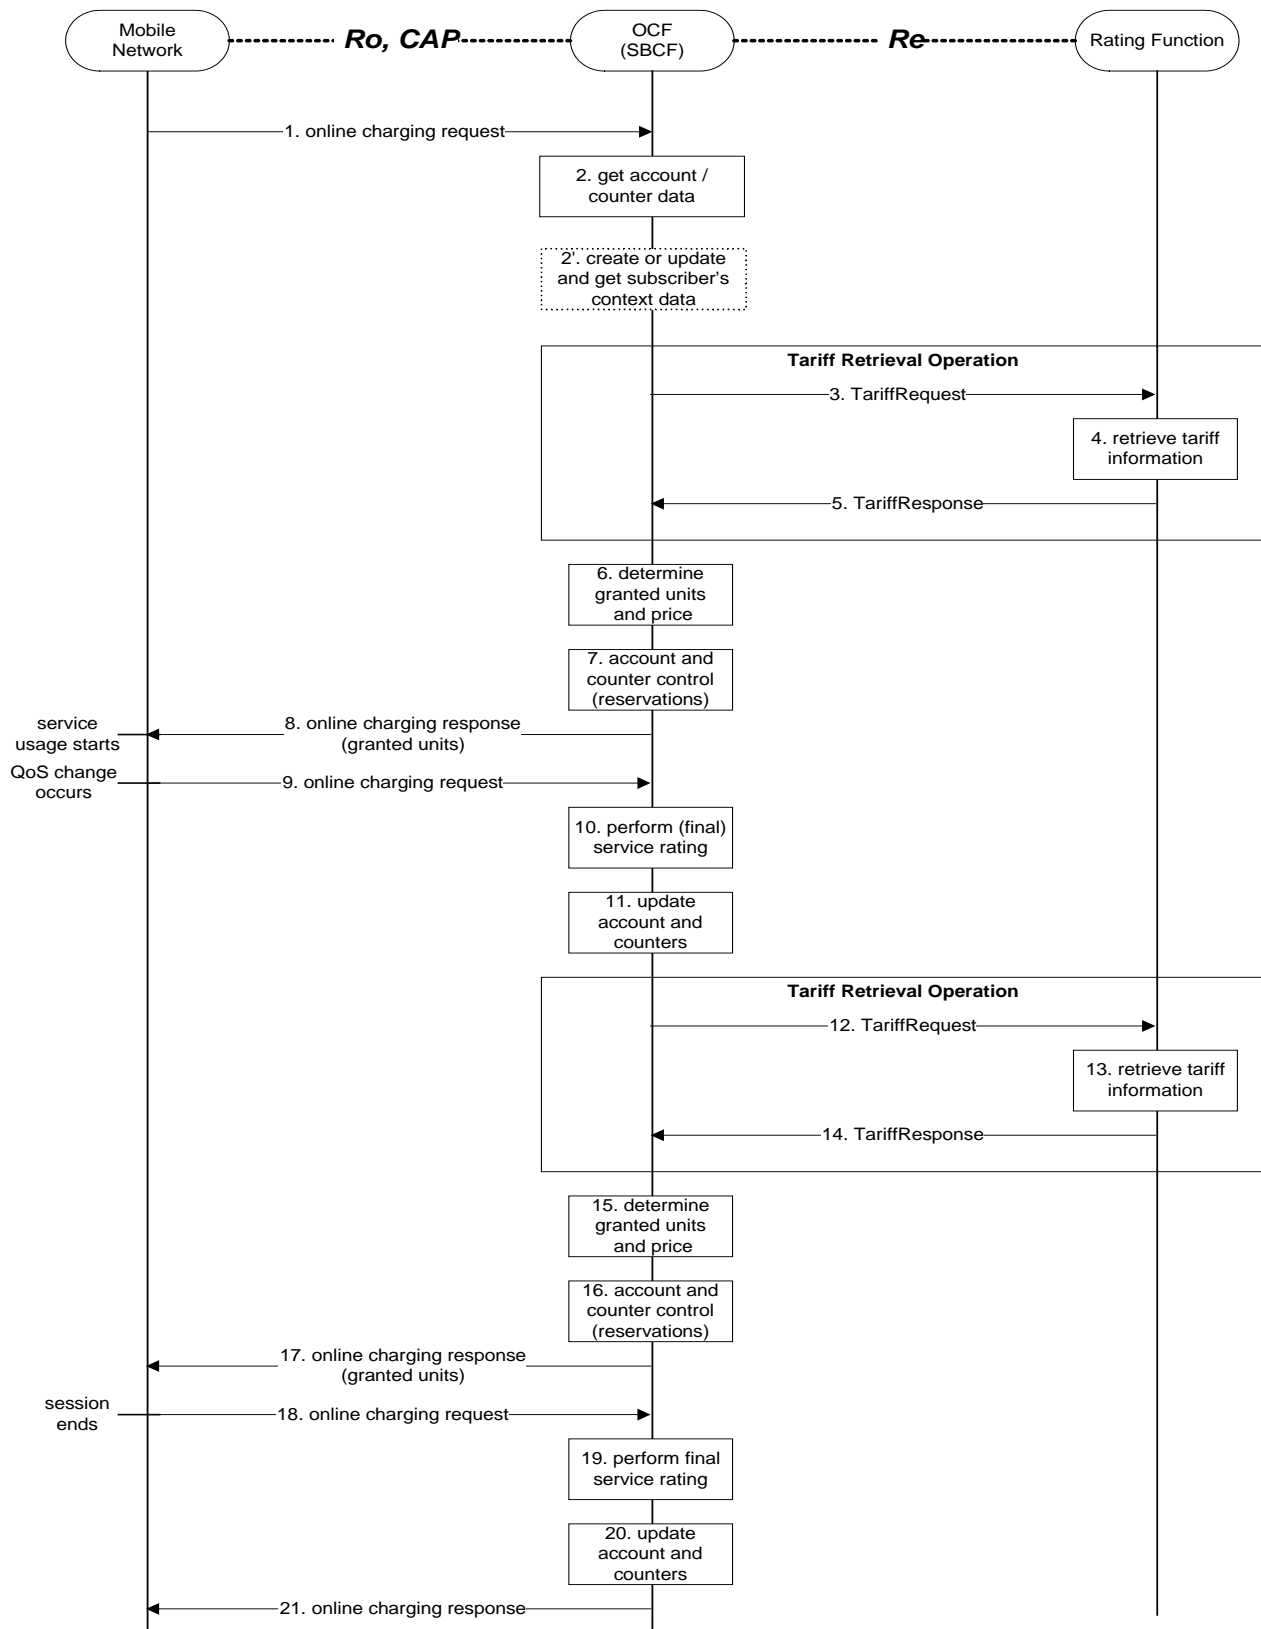 Mobile
Network
Ro, CAP
OCF
(SBCF)
Re
Rating Function
1. online charging request
2. get account /
counter data
2'. create or update
and get subscriber's
context data
Tariff Retrieval Operation
3. TariffRequest
4. retrieve tariff
information
5. TariffResponse
6. determine
granted units
and price
7. account and
counter control
(reservations)
service
usage starts
8. online charging response
(granted units)
QoS change
occurs
9. online charging request
10. perform (final)
service rating
11. update
account and
counters
Tariff Retrieval Operation
12. TariffRequest
13. retrieve tariff
information
14. TariffResponse
15. determine
granted units
and price
16. account and
counter control
(reservations)
17. online charging response
(granted units)
session
ends
18. online charging request
19. perform final
service rating
20. update
account and
counters
21. online charging response